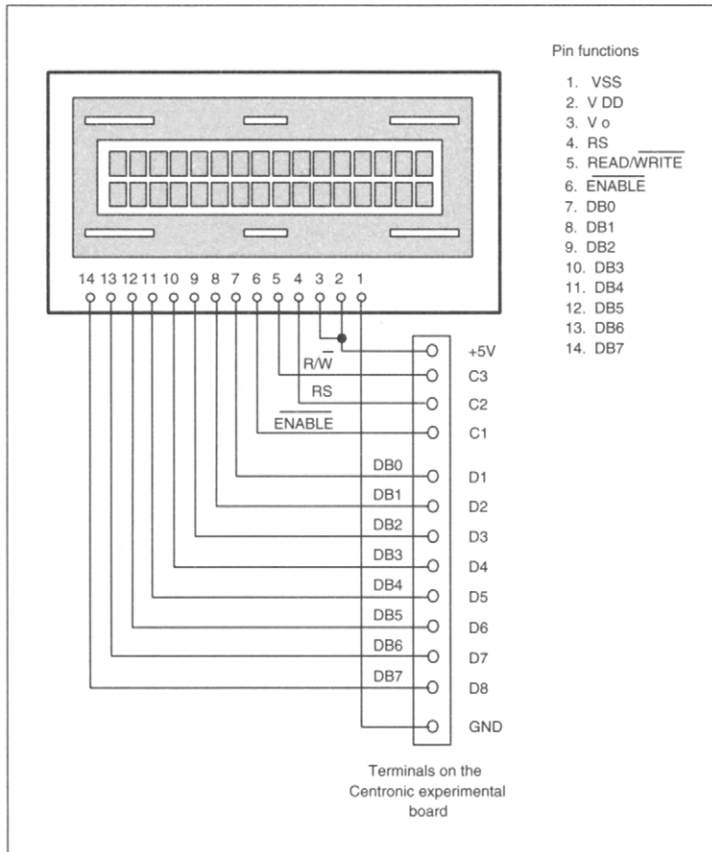 Pin functions
1. VSS
2. V DD
3. V o
4. RS
5. READ/WRITE
6. ENABLE
7. DB0
8. DB1
9. DB2
10. DB3
11. DB4
12. DB5
13. DB6
14. DB7
14 13 12 11 10 9 8 7 6 5 4 3 2 1
+5V
R/W C3
RS C2
ENABLE C1
DB0 D1
DB1 D2
DB2 D3
DB3 D4
DB4 D5
DB5 D6
DB6 D7
DB7 D8
GND
Terminals on the
Centronic experimental
board